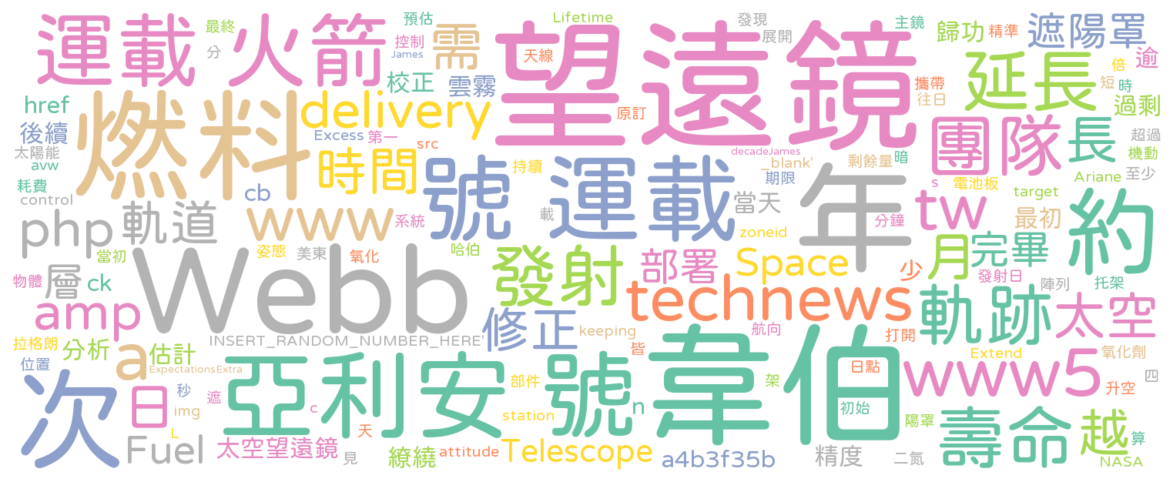 運載火箭
最終
分
預估
控制
James
需
校正
雲霧
Lifetime
天線
望遠鏡
發現
展開
主鏡
歸功
精準
遮陽罩
逾
倍
短
時
攜帶
往日
延長
過剩
href
後續
太陽能
avw
耗費
control
燃料
delivery
Excess
第一
src
原訂
decadeJames
_blank'
剩餘量
暗
團隊
長
超過
機動
至少
Ariane
時間
cb
號運載
持續
載
期限
當天
年
s
電池板
target
約
php
軌道
www
系統
分鐘
tw
最初
當初
姿態
美東
氧化
哈伯
zoneid
月
完畢
發射日
陣列
托架
物體
層
ck
Webb
發射
部署
Space
少
technews
軌跡
太空
amp
a
估計
INSERT_RANDOM_NUMBER_HERE'
修正
keeping
皆
航向
打開
Extend
氧化劑
拉格朗
位置
分析
ExpectationsExtra
部件
架
日點
www5
升空
四
次
日
秒
img
遮
c
亞利安號
station
n
韋伯
初始
陽罩
壽命
越
算
NASA
L
Fuel
太空望遠鏡
天
見
繚繞
attitude
Telescope
a4b3f35b
精度
二氮